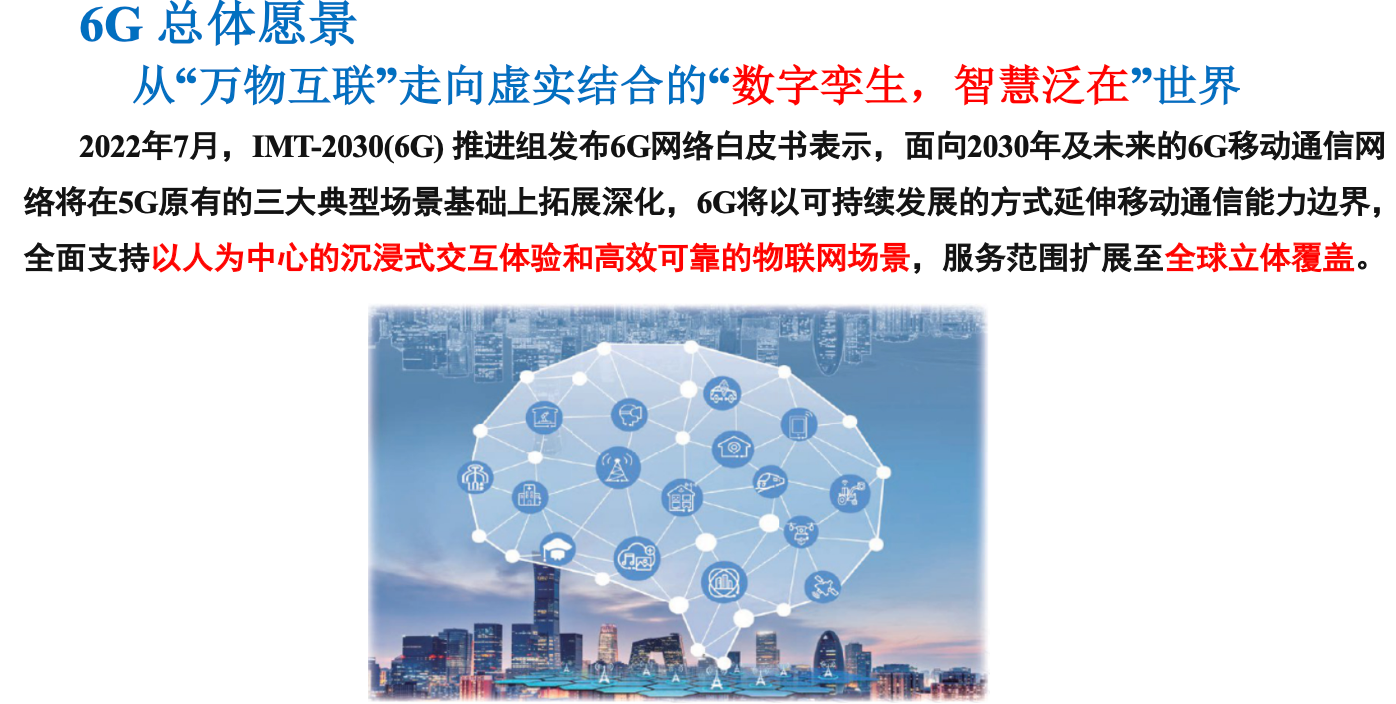 6G 总体愿景
从“万物互联”走向虚实结合的“数字孪生，智慧泛在”世界
2022年7月，IMT-2030(6G) 推进组发布6G网络白皮书表示，面向2030年及未来的6G移动通信网
络将在5G原有的三大典型场景基础上拓展深化，6G将以可持续发展的方式延伸移动通信能力边界，
全面支持以人为中心的沉浸式交互体验和高效可靠的物联网场景，服务范围扩展至全球立体覆盖。